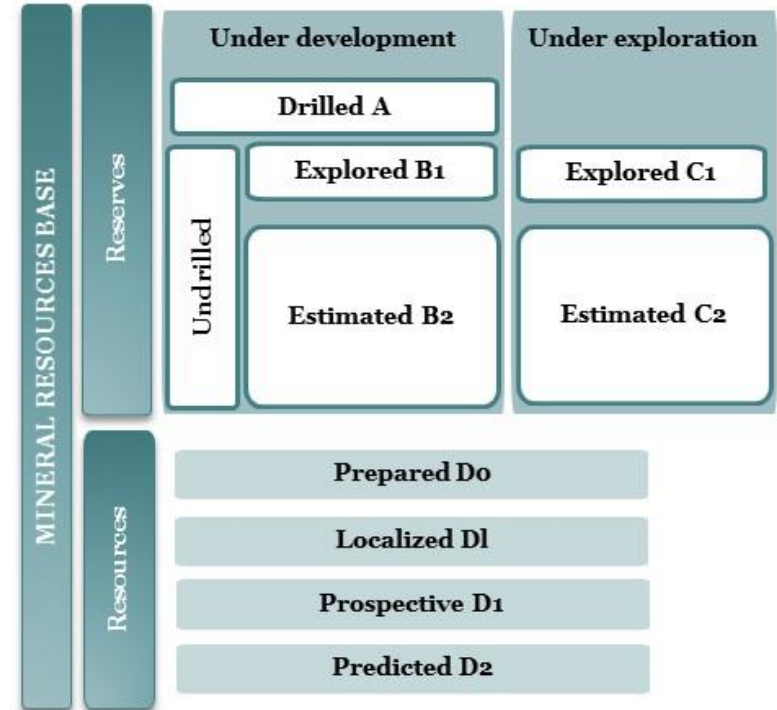 MINERAL RESOURCES BASE
Reserves
Under development
Under exploration
Drilled A
Undrilled
Explored B1
Explored C1
Estimated B2
Estimated C2
Resources
Prepared D0
Localized Dl
Prospective D1
Predicted D2